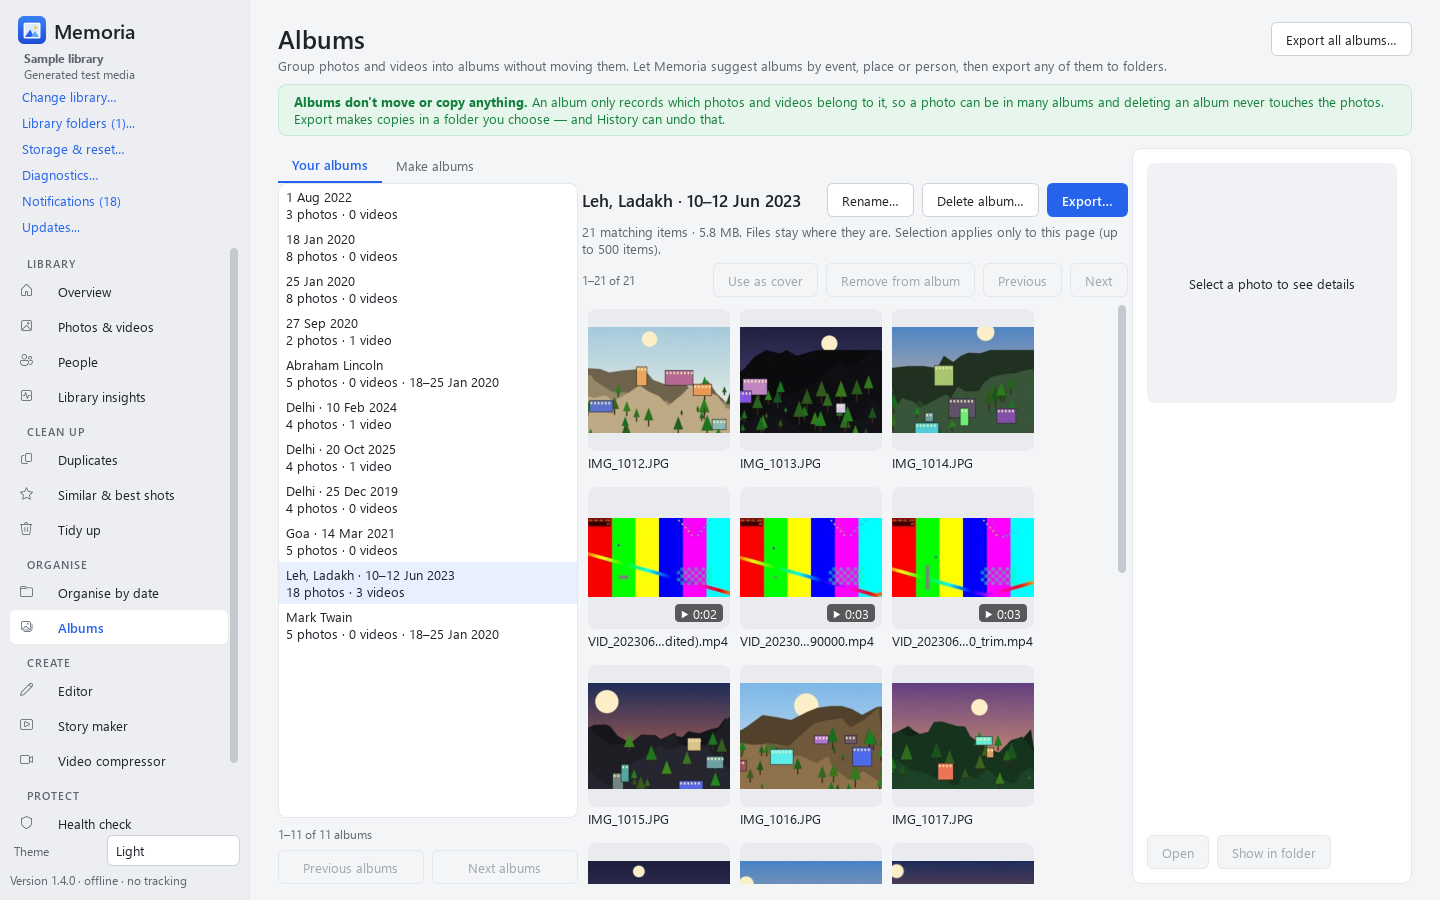 Memoria
Sample library
Generated test media
Change library...
Library folders (1)...
Storage & reset...
Diagnostics...
Notifications (18)
Updates...
LIBRARY
Overview
Photos & videos
People
Library insights
CLEAN UP
Duplicates
Similar & best shots
Tidy up
ORGANISE
Organise by date
Albums
CREATE
Editor
Story maker
Video compressor
PROTECT
Health check
Theme
Light
Version 1.4.0 · offline · no tracking
Albums
Export all albums...
Group photos and videos into albums without moving them. Let Memoria suggest albums by event, place or person, then export any of them to folders.
Albums don't move or copy anything. An album only records which photos and videos belong to it, so a photo can be in many albums and deleting an album never touches the photos.
Export makes copies in a folder you choose — and History can undo that.
Your albums
Make albums
1 Aug 2022
3 photos · 0 videos
18 Jan 2020
8 photos · 0 videos
25 Jan 2020
8 photos · 0 videos
27 Sep 2020
2 photos · 1 video
Abraham Lincoln
5 photos · 0 videos · 18–25 Jan 2020
Delhi · 10 Feb 2024
4 photos · 1 video
Delhi · 20 Oct 2025
4 photos · 1 video
Delhi · 25 Dec 2019
4 photos · 0 videos
Goa · 14 Mar 2021
5 photos · 0 videos
Leh, Ladakh · 10–12 Jun 2023
18 photos · 3 videos
Mark Twain
5 photos · 0 videos · 18–25 Jan 2020
1–11 of 11 albums
Previous albums
Next albums
Leh, Ladakh · 10–12 Jun 2023
Rename...
Delete album...
Export...
21 matching items · 5.8 MB. Files stay where they are. Selection applies only to this page (up
to 500 items).
1–21 of 21
Use as cover
Remove from album
Previous
Next
IMG_1012.JPG
IMG_1013.JPG
IMG_1014.JPG
0:02
0:03
0:03
VID_202306...dited).mp4
VID_20230...90000.mp4
VID_202306...0_trim.mp4
IMG_1015.JPG
IMG_1016.JPG
IMG_1017.JPG
Select a photo to see details
Open
Show in folder